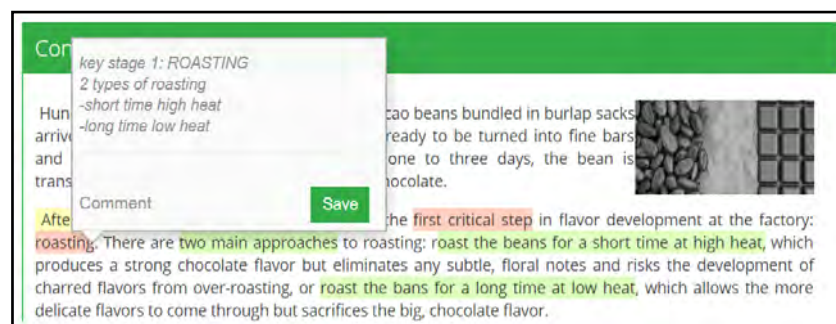 Con
key stage 1: ROASTING
2 types of roasting
-short time high heat
-long time low heat
Comment
Save
Hun cao beans bundled in burlap sacks
arrive ready to be turned into fine bars
and one to three days, the bean is
trans hocolate.
After he first critical step in flavor development at the factory:
roasting. There are two main approaches to roasting: roast the beans for a short time at high heat, which
produces a strong chocolate flavor but eliminates any subtle, floral notes and risks the development of
charred flavors from over-roasting, or roast the bans for a long time at low heat, which allows the more
delicate flavors to come through but sacrifices the big, chocolate flavor.